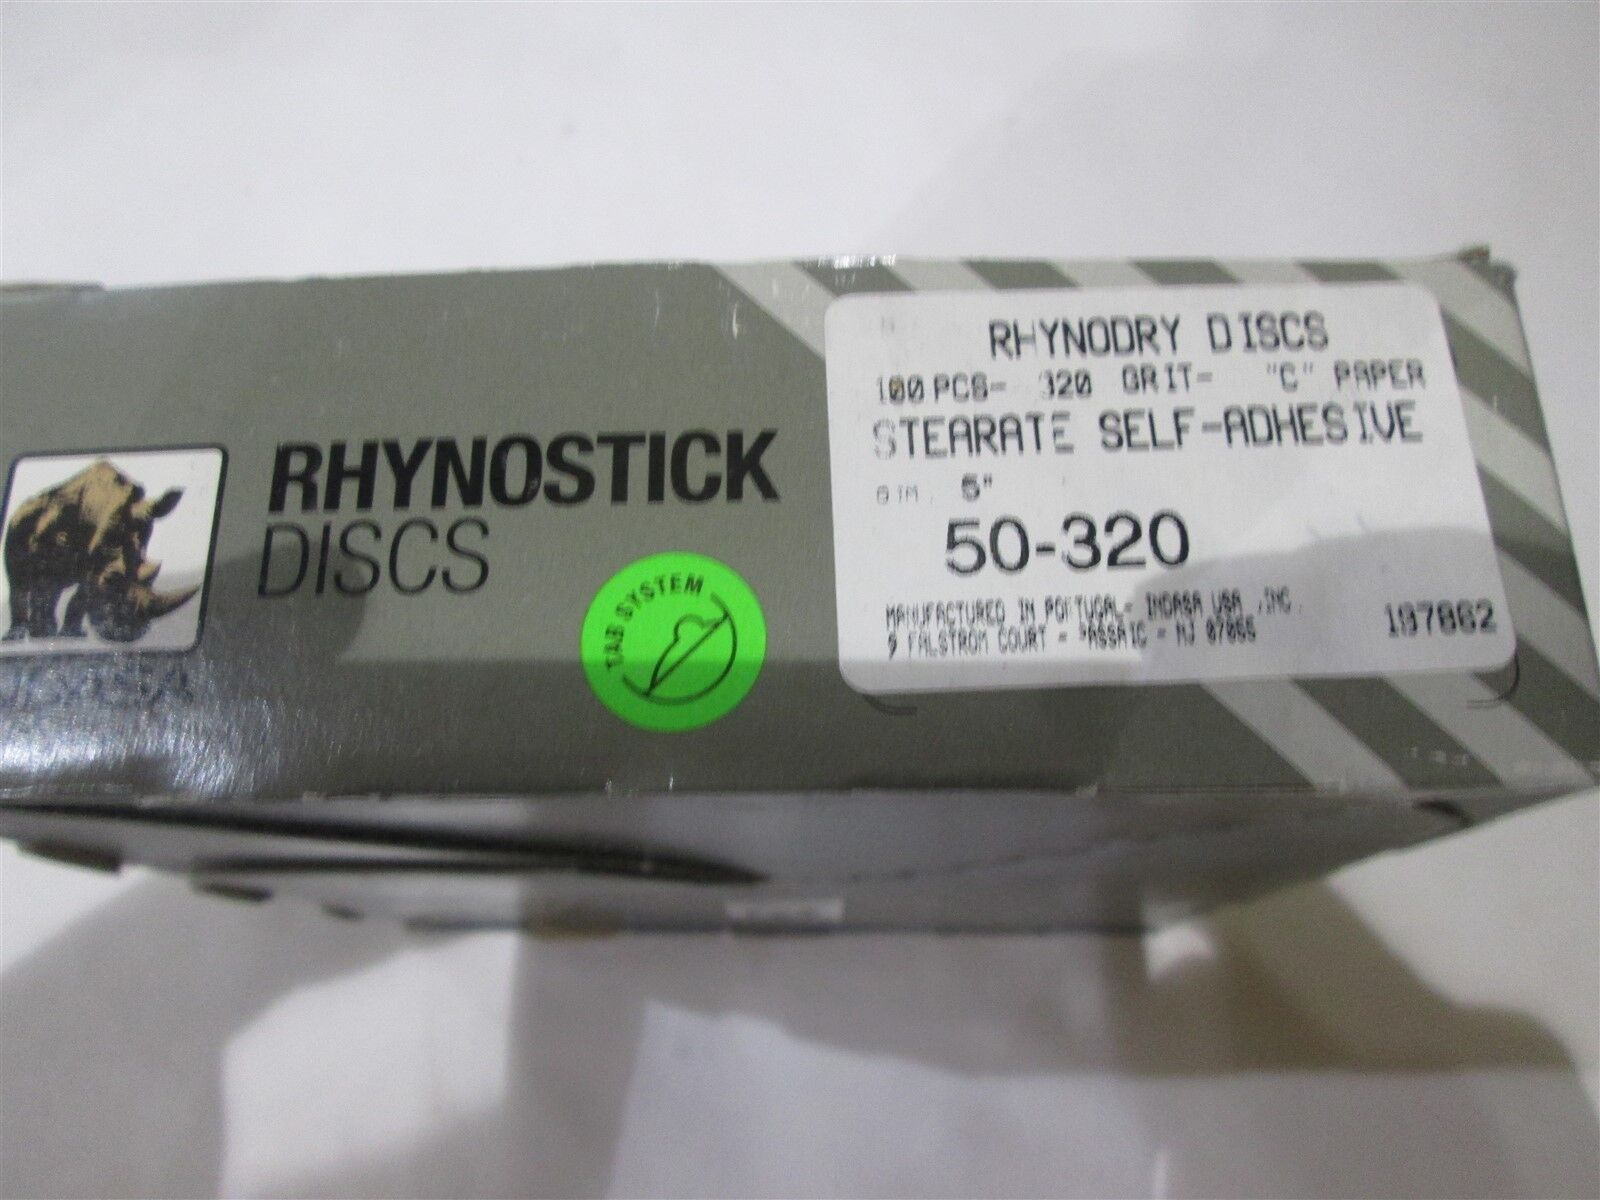 RHYNOSTICK
DISCS
TAB SYSTEM
RHYNODRY DISCS
100 PCS- 320 GRIT- "C" PAPER
STEARATE SELF-ADHESIVE
5"
50-320
MANUFACTURED IN PORTUGAL- INDASA USA ,INC.
9 FALSTROM COURT - PASSAIC - NJ 07055
197862